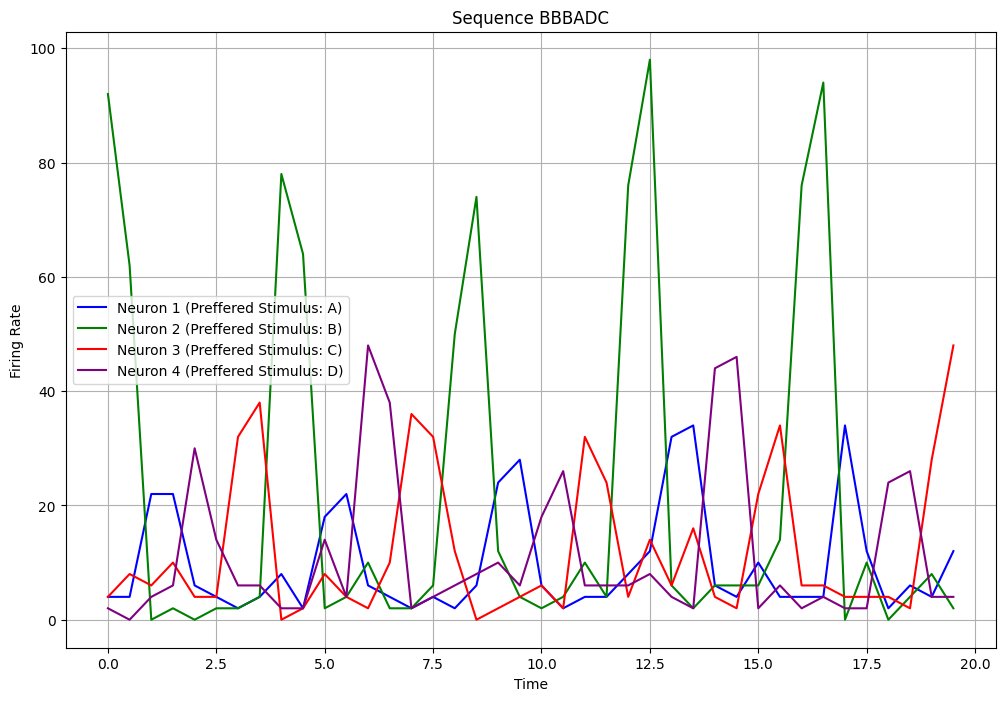 Sequence BBBADC
100
80
60
40
20
0
Firing Rate
Neuron 1 (Preffered Stimulus: A)
Neuron 2 (Preffered Stimulus: B)
Neuron 3 (Preffered Stimulus: C)
Neuron 4 (Preffered Stimulus: D)
0.0 2.5 5.0 7.5 10.0 12.5 15.0 17.5 20.0
Time